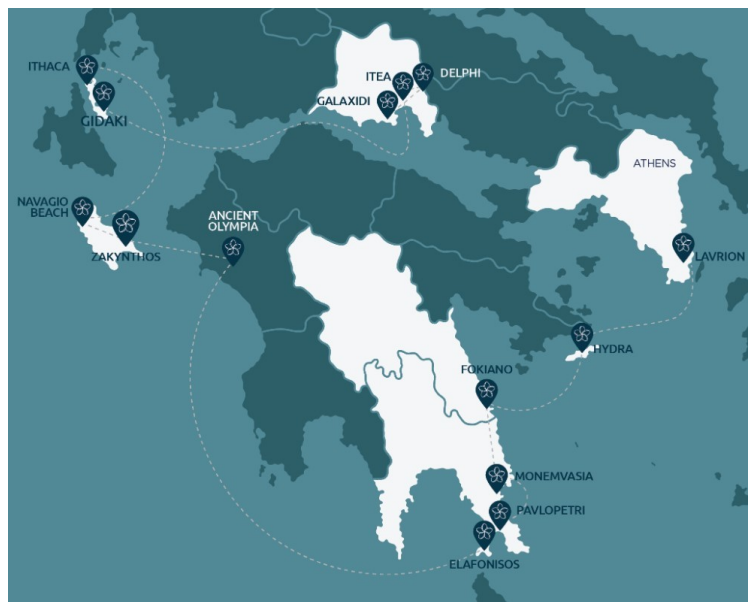 ITHACA
GIDAKI
ITEA
DELPHI
GALAXIDI
ATHENS
NAVAGIO
BEACH
ZAKYNTHOS
ANCIENT
OLYMPIA
LAVRION
HYDRA
FOKIANO
MONEMVASIA
PAVLOPETRI
ELAFONISOS